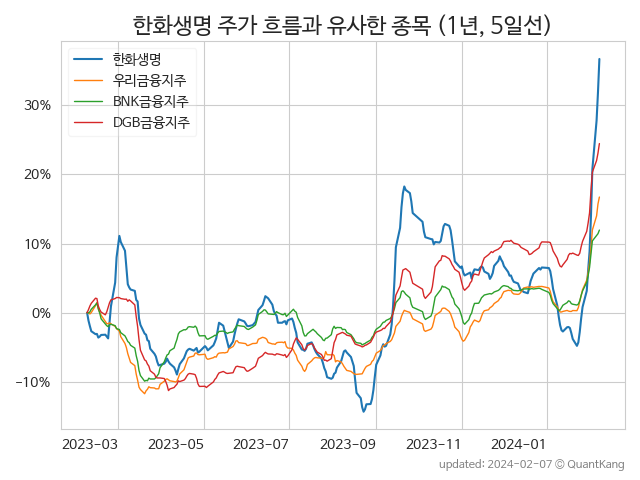 한화생명 주가 흐름과 유사한 종목 (1년, 5일선)
한화생명
우리금융지주
BNK금융지주
DGB금융지주
30%
20%
10%
0%
−10%
2023-03 2023-05 2023-07 2023-09 2023-11 2024-01
updated: 2024-02-07 © QuantKang